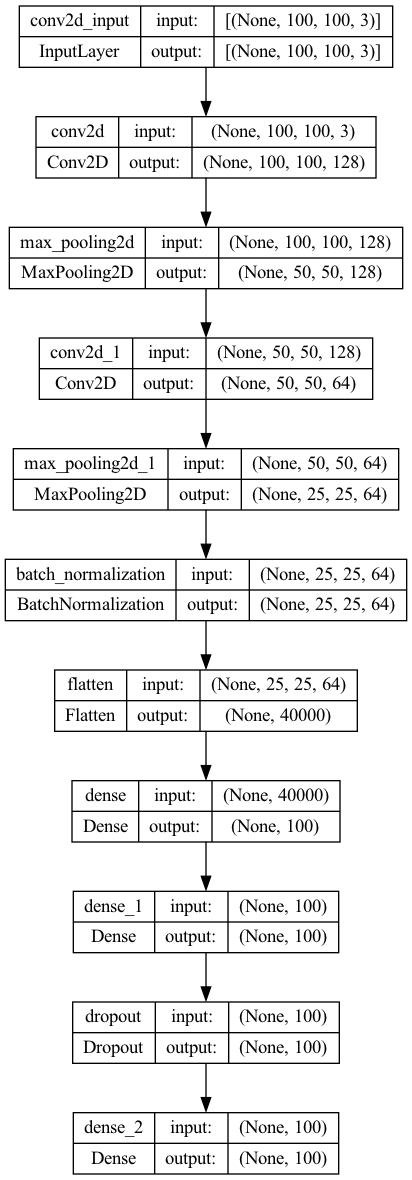 conv2d_input input: [(None, 100, 100, 3)]
InputLayer output: [(None, 100, 100, 3)]
conv2d input: (None, 100, 100, 3)
Conv2D output: (None, 100, 100, 128)
max_pooling2d input: (None, 100, 100, 128)
MaxPooling2D output: (None, 50, 50, 128)
conv2d_1 input: (None, 50, 50, 128)
Conv2D output: (None, 50, 50, 64)
max_pooling2d_1 input: (None, 50, 50, 64)
MaxPooling2D output: (None, 25, 25, 64)
batch_normalization input: (None, 25, 25, 64)
BatchNormalization output: (None, 25, 25, 64)
flatten input: (None, 25, 25, 64)
Flatten output: (None, 40000)
dense input: (None, 40000)
Dense output: (None, 100)
dense_1 input: (None, 100)
Dense output: (None, 100)
dropout input: (None, 100)
Dropout output: (None, 100)
dense_2 input: (None, 100)
Dense output: (None, 100)